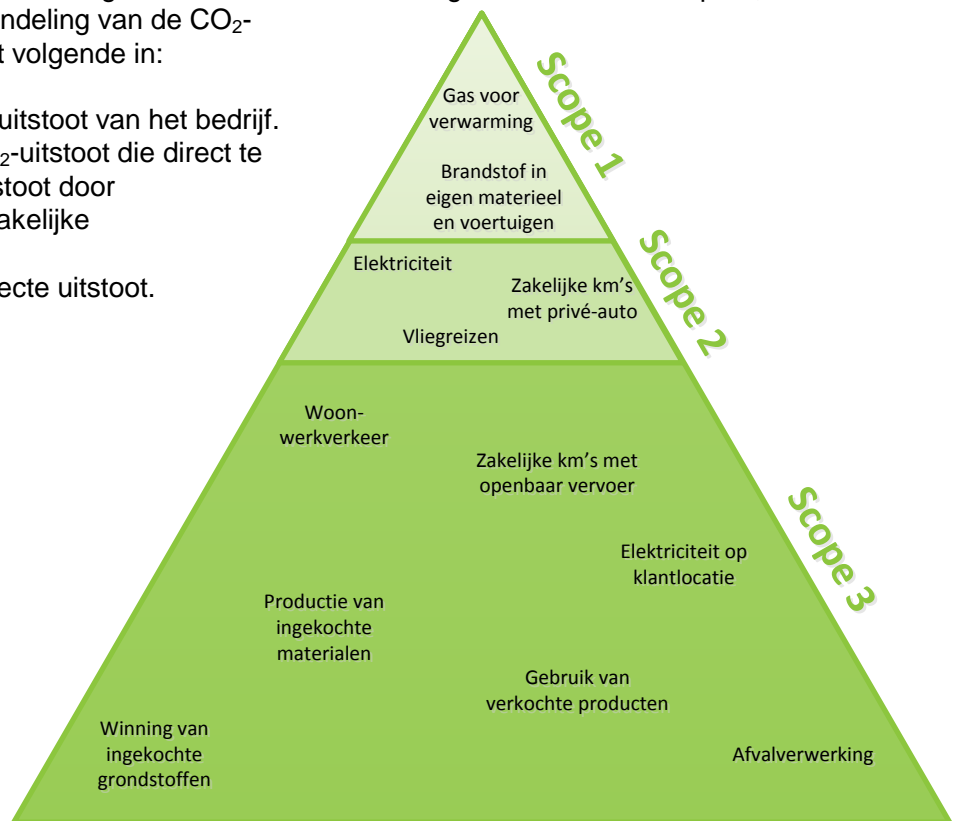 ndeling van de CO₂-
t volgende in:
uitstoot van het bedrijf.
₂-uitstoot die direct te
stoot door
akelijke
ecte uitstoot.
Scope 1
Gas voor
verwarming
Brandstof in
eigen materieel
en voertuigen
Scope 2
Elektriciteit
Zakelijke km's
met privé-auto
Vliegreizen
Scope 3
Woon-
werkverkeer
Zakelijke km's met
openbaar vervoer
Elektriciteit op
klantlocatie
Productie van
ingekochte
materialen
Gebruik van
verkochte producten
Winning van
ingekochte
grondstoffen
Afvalverwerking